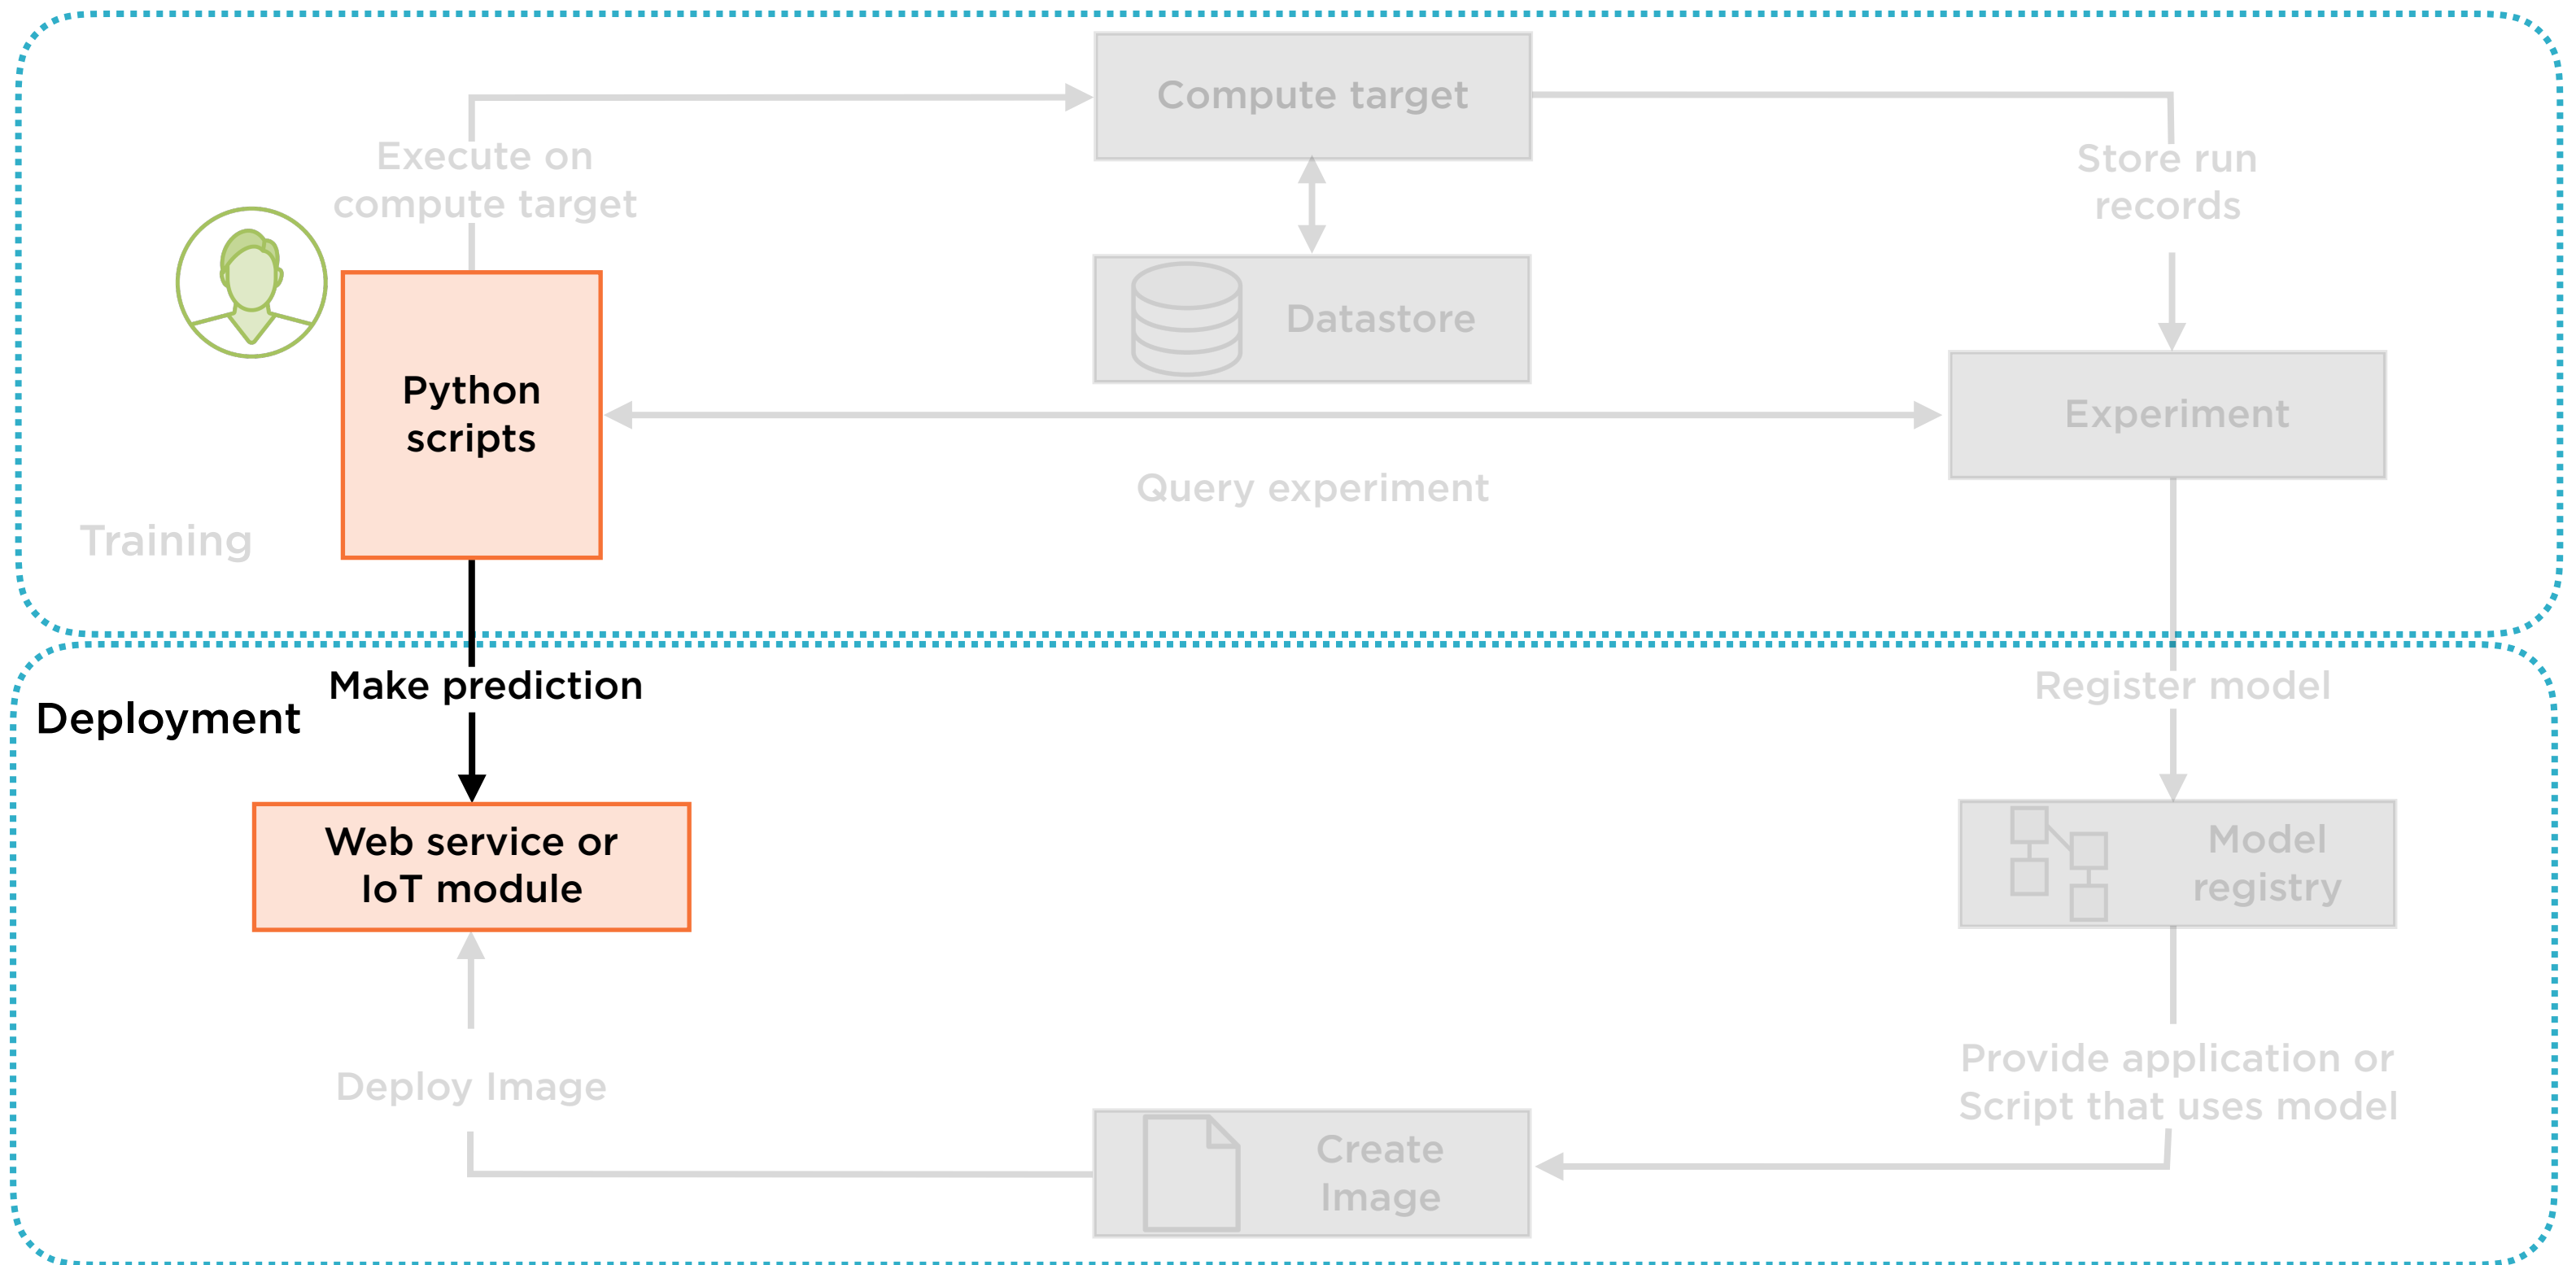 Compute target
Execute on
compute target
Store run
records
Datastore
Python
scripts
Experiment
Query experiment
Training
Make prediction
Register model
Deployment
Web service or
IoT module
Model
registry
Provide application or
Script that uses model
Deploy Image
Create
Image